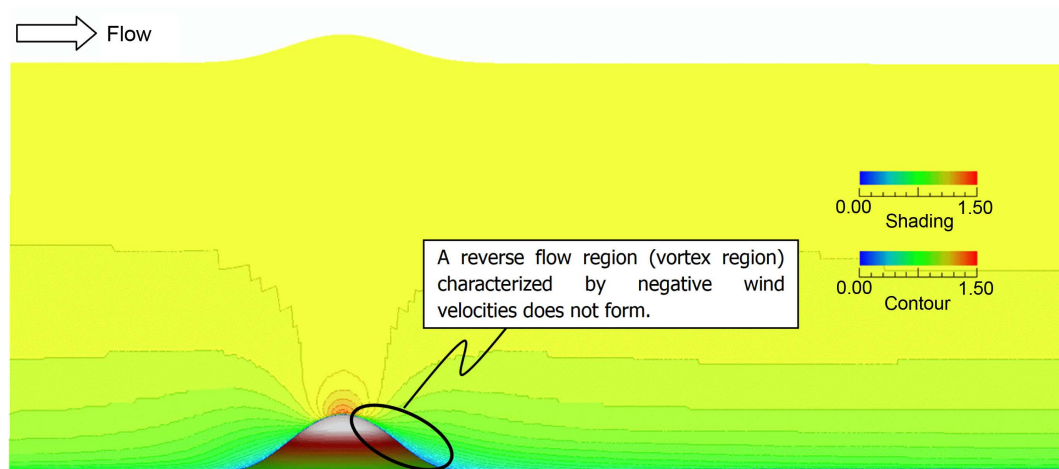 Flow
0.00 1.50
Shading
0.00 1.50
Contour
A reverse flow region (vortex region)
characterized by negative wind
velocities does not form.